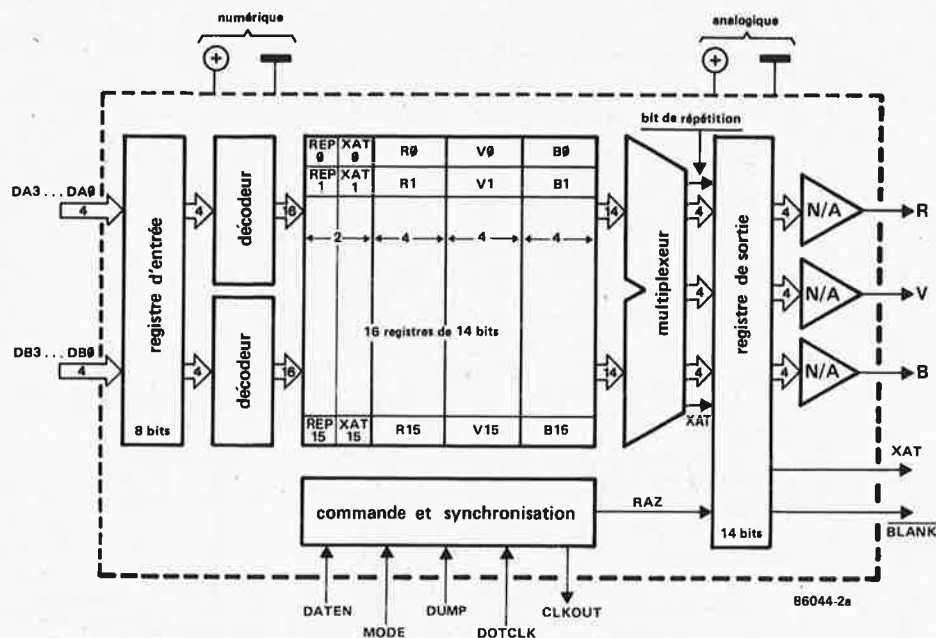 numérique
analogique
+
+
bit de répétition
REP 0
XAT 0
R0
V0
B0
REP 1
XAT 1
R1
V1
B1
DA3...DA0
4
registre d'entrée
4
décodeur
16
2
4
4
4
14
multiplexeur
4
registre de sortie
4
N/A
R
4
4
N/A
V
16 registres de 14 bits
DB3...DB0
4
4
décodeur
16
14
4
4
N/A
B
8 bits
REP 15
XAT 15
R15
V15
B15
XAT
XAT
commande et synchronisation
RAZ
14 bits
BLANK
DATEN
MODE
DUMP
DOTCLK
CLKOUT
86044-2a